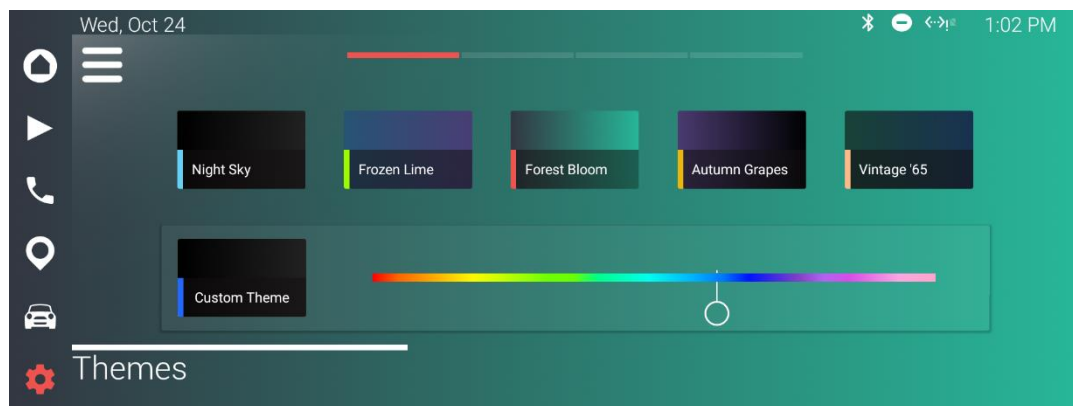 Wed, Oct 24
1:02 PM
Night Sky
Frozen Lime
Forest Bloom
Autumn Grapes
Vintage '65
Custom Theme
Themes